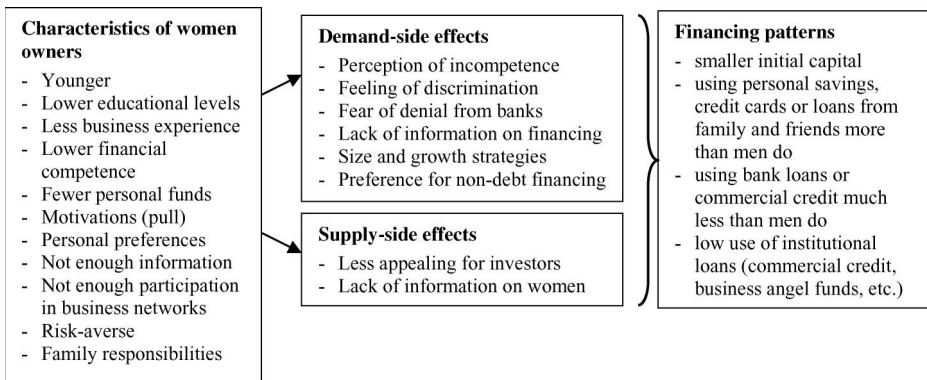 Characteristics of women
owners
- Younger
- Lower educational levels
- Less business experience
- Lower financial
competence
- Fewer personal funds
- Motivations (pull)
- Personal preferences
- Not enough information
- Not enough participation
in business networks
- Risk-averse
- Family responsibilities
Demand-side effects
- Perception of incompetence
- Feeling of discrimination
- Fear of denial from banks
- Lack of information on financing
- Size and growth strategies
- Preference for non-debt financing
Supply-side effects
- Less appealing for investors
- Lack of information on women
Financing patterns
- smaller initial capital
- using personal savings,
credit cards or loans from
family and friends more
than men do
- using bank loans or
commercial credit much
less than men do
- low use of institutional
loans (commercial credit,
business angel funds, etc.)